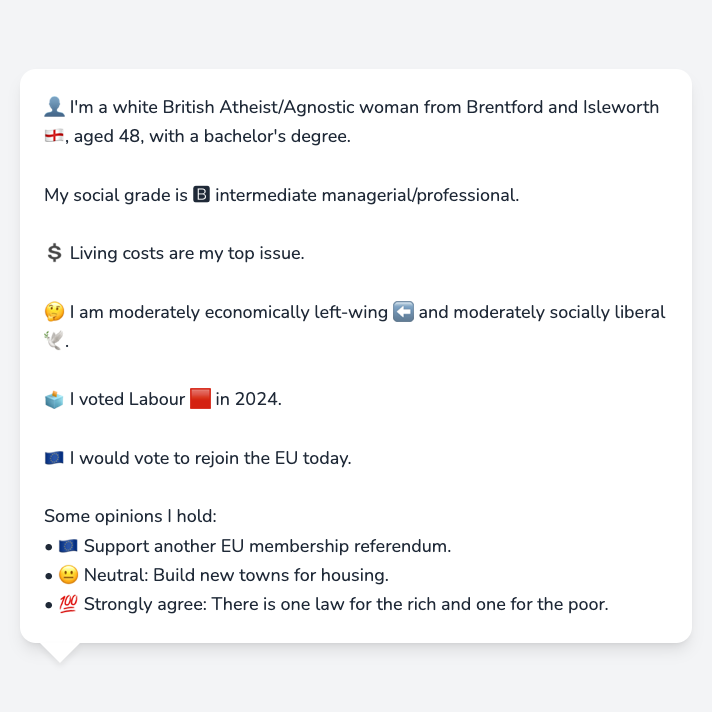 👤 I'm a white British Atheist/Agnostic woman from Brentford and Isleworth
🏴󠁧󠁢󠁥󠁮󠁧󠁿, aged 48, with a bachelor's degree.
My social grade is 🅱 intermediate managerial/professional.
💲 Living costs are my top issue.
🤔 I am moderately economically left-wing ⬅️ and moderately socially liberal
🕊️.
🗳️ I voted Labour 🟥 in 2024.
🇪🇺 I would vote to rejoin the EU today.
Some opinions I hold:
• 🇪🇺 Support another EU membership referendum.
• 😐 Neutral: Build new towns for housing.
• 💯 Strongly agree: There is one law for the rich and one for the poor.